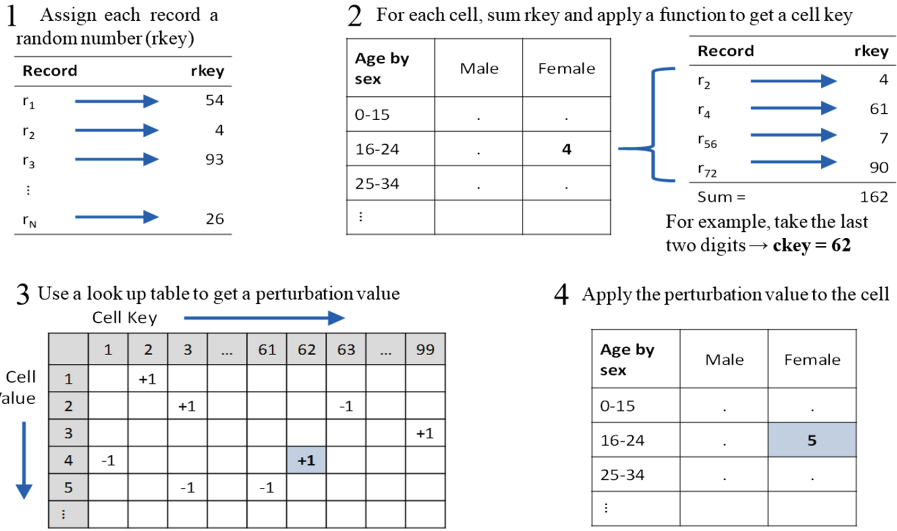 1 Assign each record a
random number (rkey)
Record rkey
r1 54
r2 4
r3 93
⋮
rN 26
2 For each cell, sum rkey and apply a function to get a cell key
Age by
sex Male Female
0-15 . .
16-24 . 4
25-34 . .
⋮
Record rkey
r2 4
r4 61
r56 7
r72 90
Sum = 162
For example, take the last
two digits → ckey = 62
3 Use a look up table to get a perturbation value
Cell Key
1 2 3 ... 61 62 63 ... 99
Cell
1 +1
2 +1 -1
3 +1
4 -1 +1
5 -1 -1
⋮
4 Apply the perturbation value to the cell
Age by
sex Male Female
0-15 . .
16-24 . 5
25-34 . .
⋮